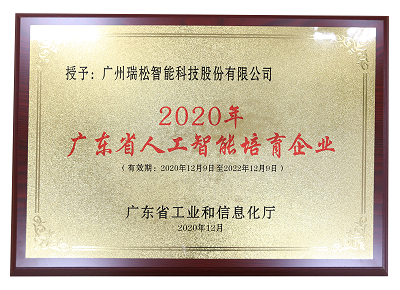 授予：广州瑞松智能科技股份有限公司
2020年
广东省人工智能培育企业
（有效期：2020年12月9日至2022年12月9日）
广东省工业和信息化厅
2020年12月